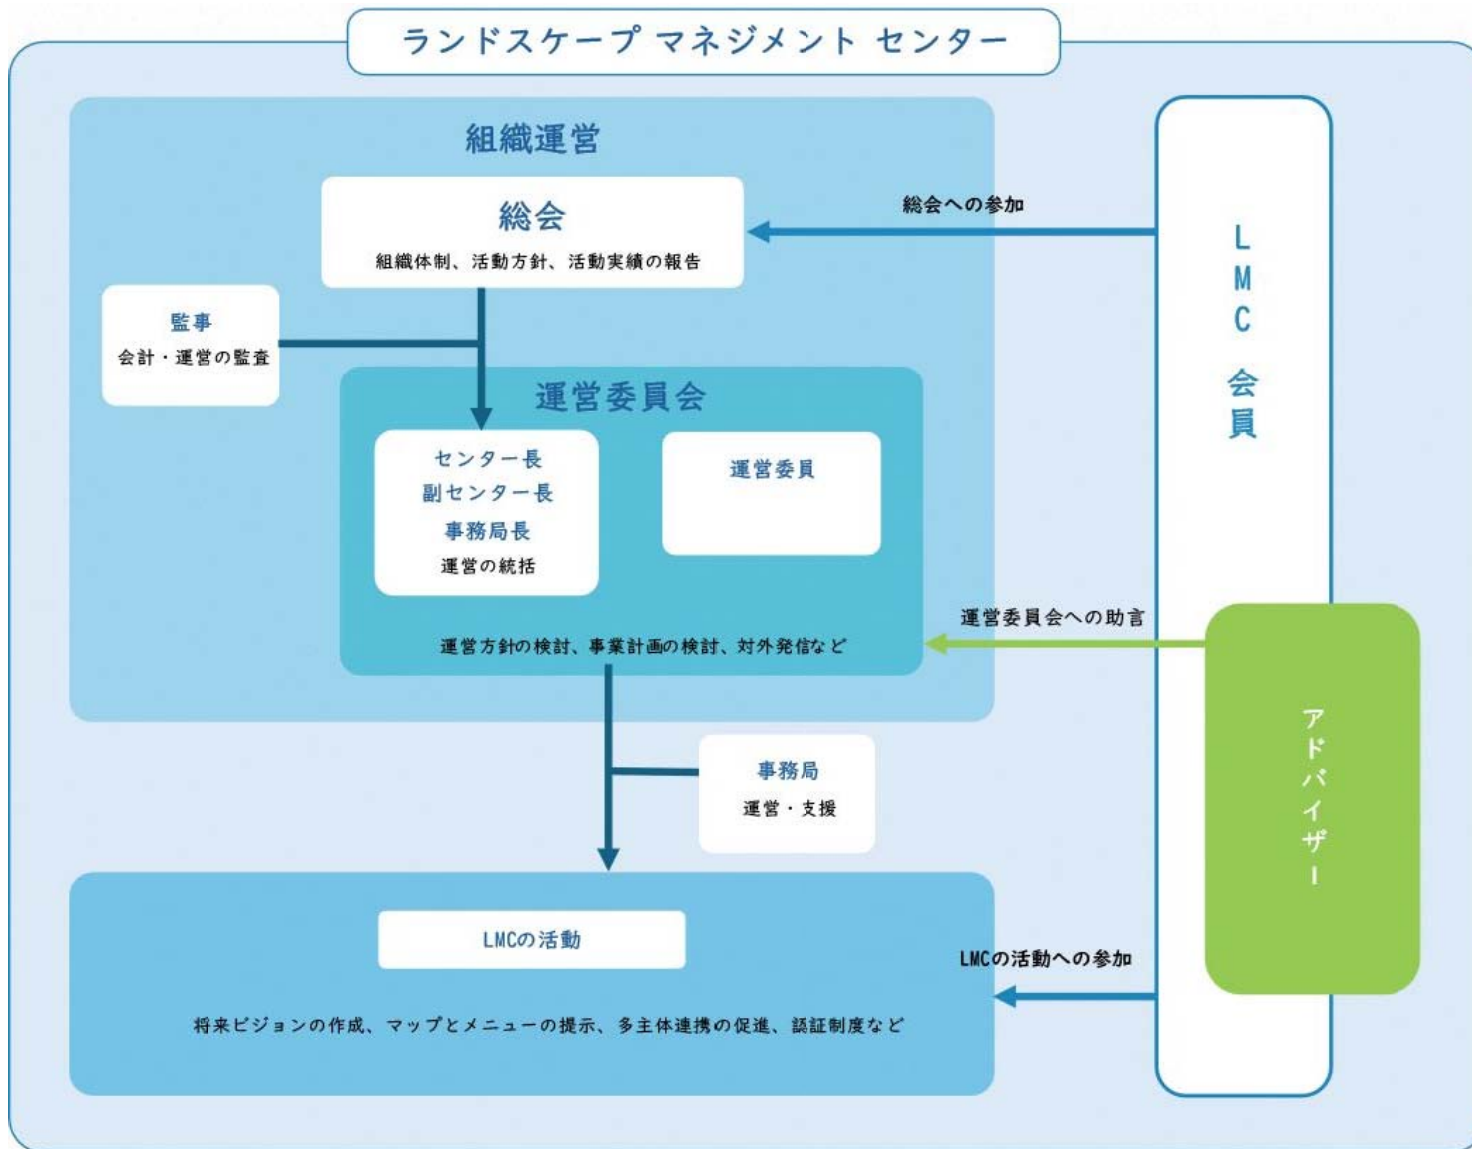 ランドスケープ マネジメント センター
組織運営
総会
組織体制、活動方針、活動実績の報告
総会への参加
監事
会計・運営の監査
運営委員会
センター長
副センター長
事務局長
運営の統括
運営委員
運営方針の検討、事業計画の検討、対外発信など
運営委員会への助言
LMC会員
アドバイザー
事務局
運営・支援
LMCの活動
将来ビジョンの作成、マップとメニューの提示、多主体連携の促進、認証制度など
LMCの活動への参加